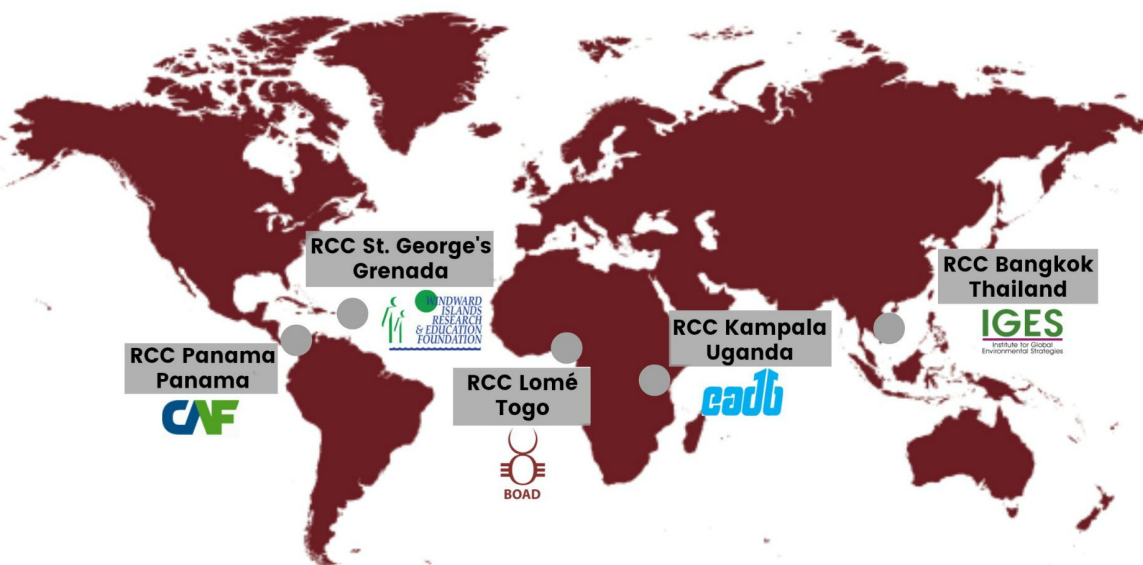 RCC St. George's
Grenada
WINDWARD
ISLANDS
RESEARCH
& EDUCATION
FOUNDATION
RCC Bangkok
Thailand
IGES
Institute for Global
Environmental Strategies
RCC Kampala
Uganda
eadb
RCC Panama
Panama
CAF
RCC Lomé
Togo
BOAD